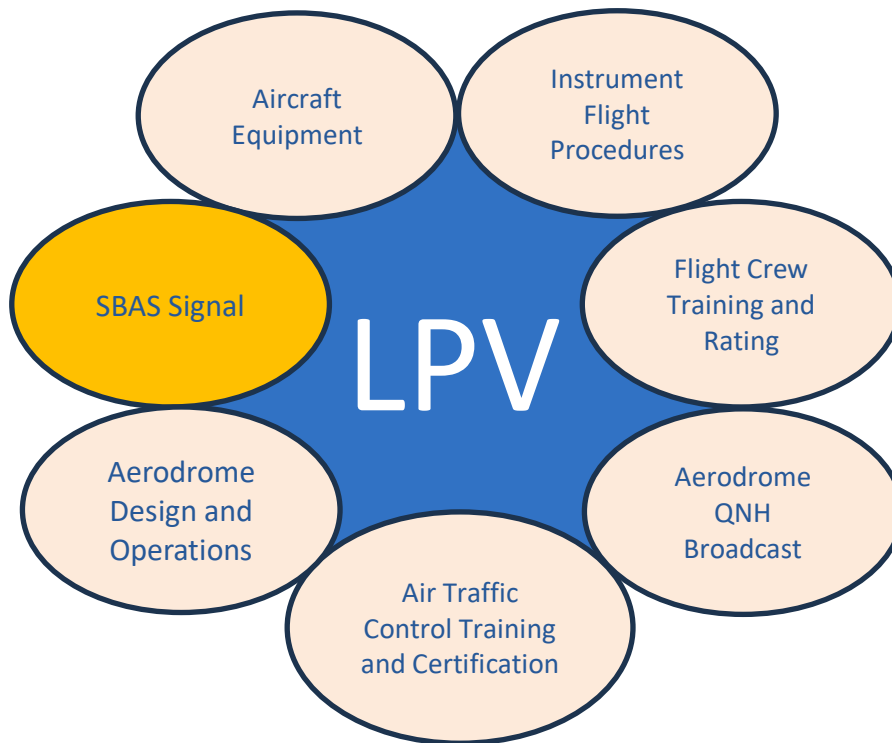 Aircraft
Equipment
Instrument
Flight
Procedures
SBAS Signal
LPV
Flight Crew
Training and
Rating
Aerodrome
Design and
Operations
Aerodrome
QNH
Broadcast
Air Traffic
Control Training
and Certification